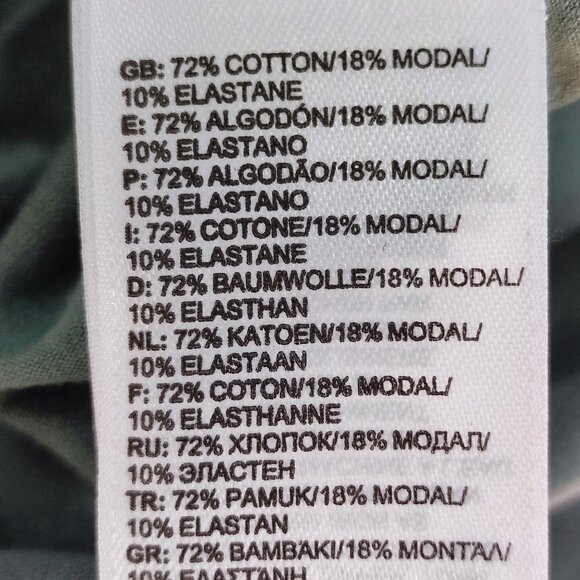 GB: 72% COTTON/18% MODAL/
10% ELASTANE
E: 72% ALGODÓN/18% MODAL/
10% ELASTANO
P: 72% ALGODÃO/18% MODAL/
10% ELASTANO
I: 72% COTONE/18% MODAL/
10% ELASTANE
D: 72% BAUMWOLLE/18% MODAL/
10% ELASTHAN
NL: 72% KATOEN/18% MODAL/
10% ELASTAAN
F: 72% COTON/18% MODAL/
10% ELASTHANNE
RU: 72% ХЛОПОК/18% МОДАЛ/
10% ЭЛАСТЕН
TR: 72% PAMUK/18% MODAL/
10% ELASTAN
GR: 72% ΒΑΜΒΑΚΙ/18% ΜΟΝΤΑΛ/
10% ΕΛΑΣΤΑΝΗ